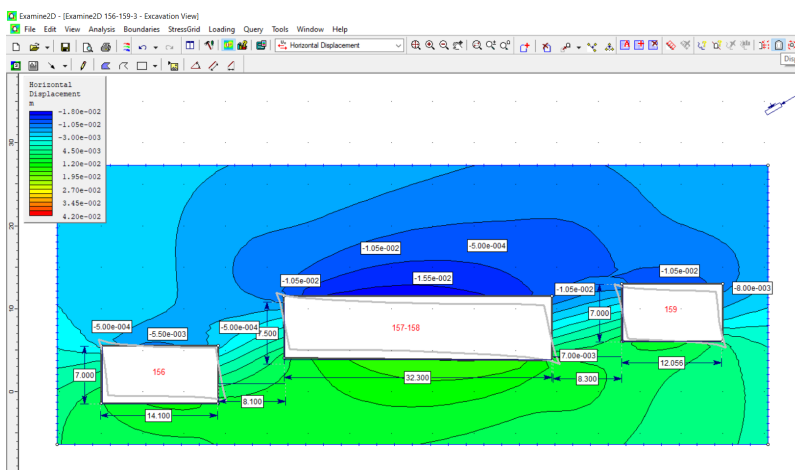 Examine2D - [Examine2D 156-159-3 - Excavation View]
File Edit View Analysis Boundaries StressGrid Loading Query Tools Window Help
Horizontal Displacement
Disp
Horizontal
Displacement
m
-1.80e-002
-1.05e-002
-3.00e-003
4.50e-003
1.20e-002
1.95e-002
2.70e-002
3.45e-002
4.20e-002
30
20
10
0
-1.05e-002
-5.00e-004
-1.05e-002
-1.55e-002
-1.05e-002
-1.05e-002
-8.00e-003
-5.00e-004
-5.50e-003
-5.00e-004
7.500
157-158
7.000
159
7.000
156
7.00e-003
12.056
32.300
8.300
8.100
14.100